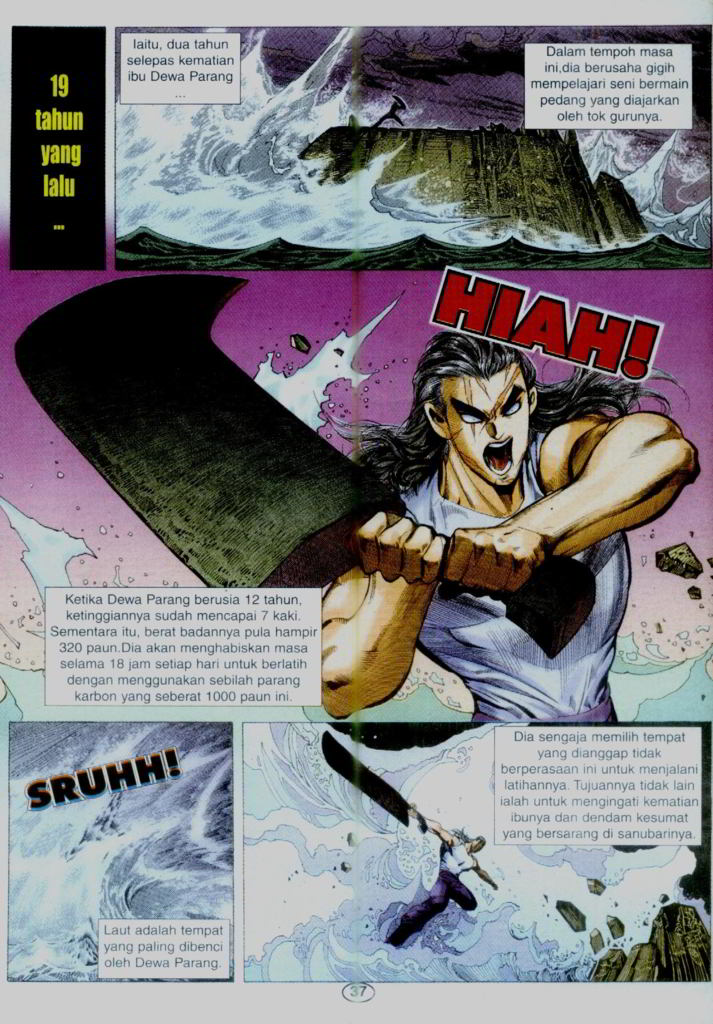 19
tahun
yang
lalu
...
Iaitu, dua tahun
selepas kematian
ibu Dewa Parang
...
Dalam tempoh masa
ini,dia berusaha gigih
mempelajari seni bermain
pedang yang diajarkan
oleh tok gurunya.
HIAH!
Ketika Dewa Parang berusia 12 tahun,
ketinggiannya sudah mencapai 7 kaki.
Sementara itu, berat badannya pula hampir
320 paun.Dia akan menghabiskan masa
selama 18 jam setiap hari untuk berlatih
dengan menggunakan sebilah parang
karbon yang seberat 1000 paun ini.
SRUHH!
Laut adalah tempat
yang paling dibenci
oleh Dewa Parang.
Dia sengaja memilih tempat
yang dianggap tidak
berperasaan ini untuk menjalani
latihannya. Tujuannya tidak lain
ialah untuk mengingati kematian
ibunya dan dendam kesumat
yang bersarang di sanubarinya.
37